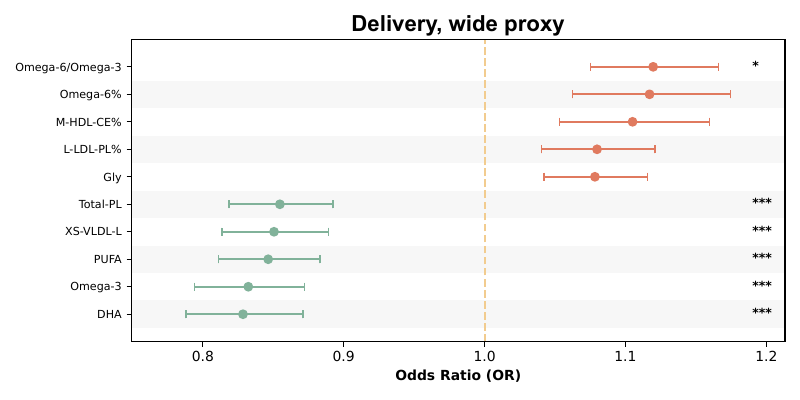 Delivery, wide proxy
Omega-6/Omega-3 *
Omega-6%
M-HDL-CE%
L-LDL-PL%
Gly
Total-PL ***
XS-VLDL-L ***
PUFA ***
Omega-3 ***
DHA ***
0.8 0.9 1.0 1.1 1.2
Odds Ratio (OR)